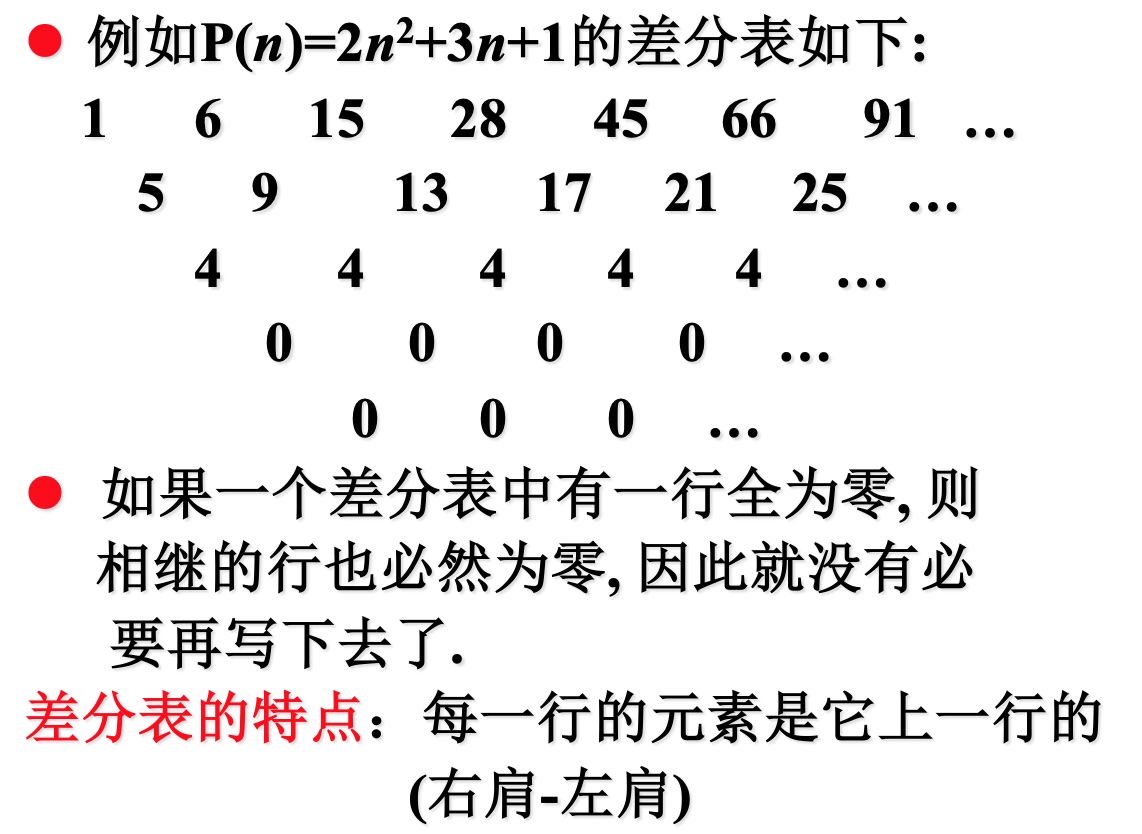 ● 例如P(n)=2n²+3n+1的差分表如下:
1 6 15 28 45 66 91 …
5 9 13 17 21 25 …
4 4 4 4 4 …
0 0 0 0 …
0 0 0 …
● 如果一个差分表中有一行全为零, 则
相继的行也必然为零, 因此就没有必
要再写下去了.
差分表的特点：每一行的元素是它上一行的
(右肩-左肩)